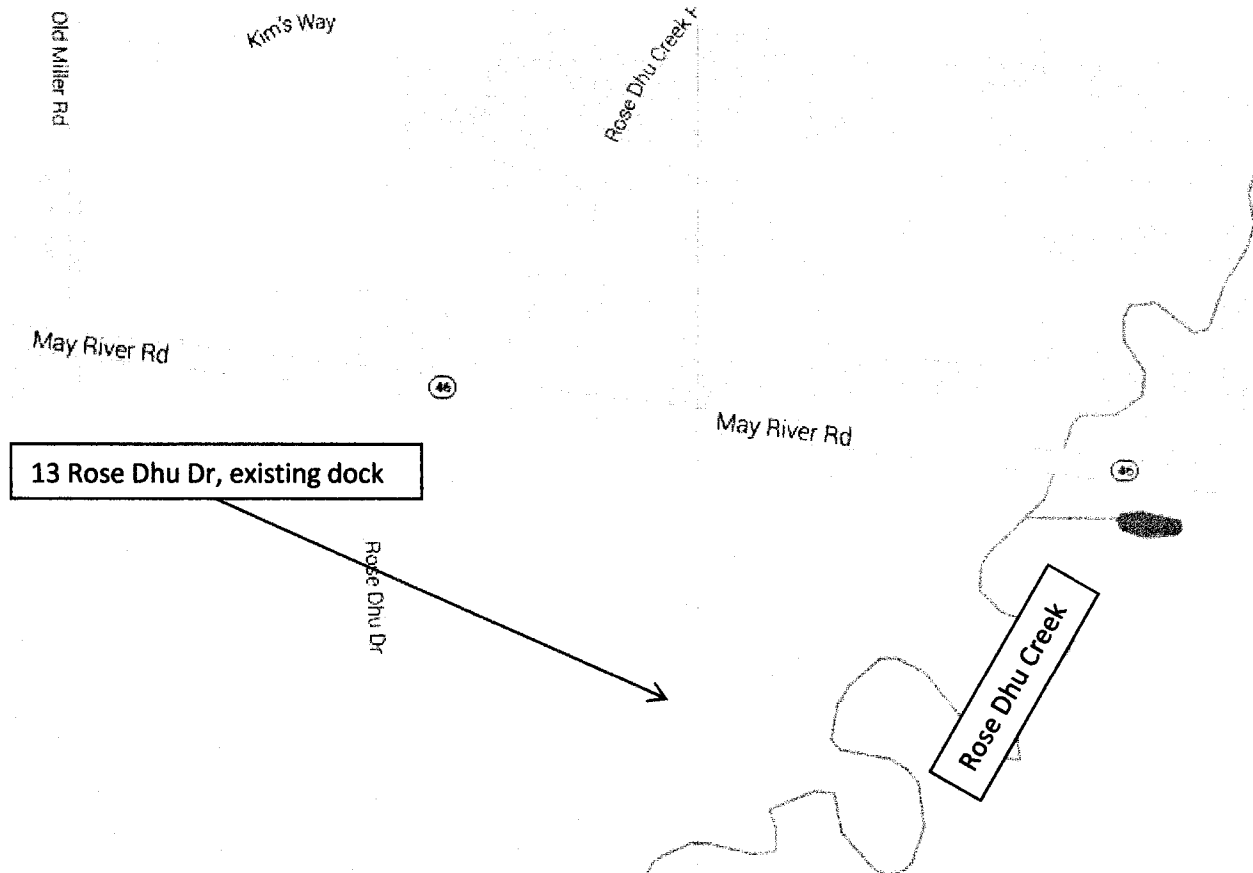 Old Miller Rd
Kim's Way
Rose Dhu Creek
May River Rd
46
May River Rd
46
13 Rose Dhu Dr, existing dock
Rose Dhu Dr
Rose Dhu Creek